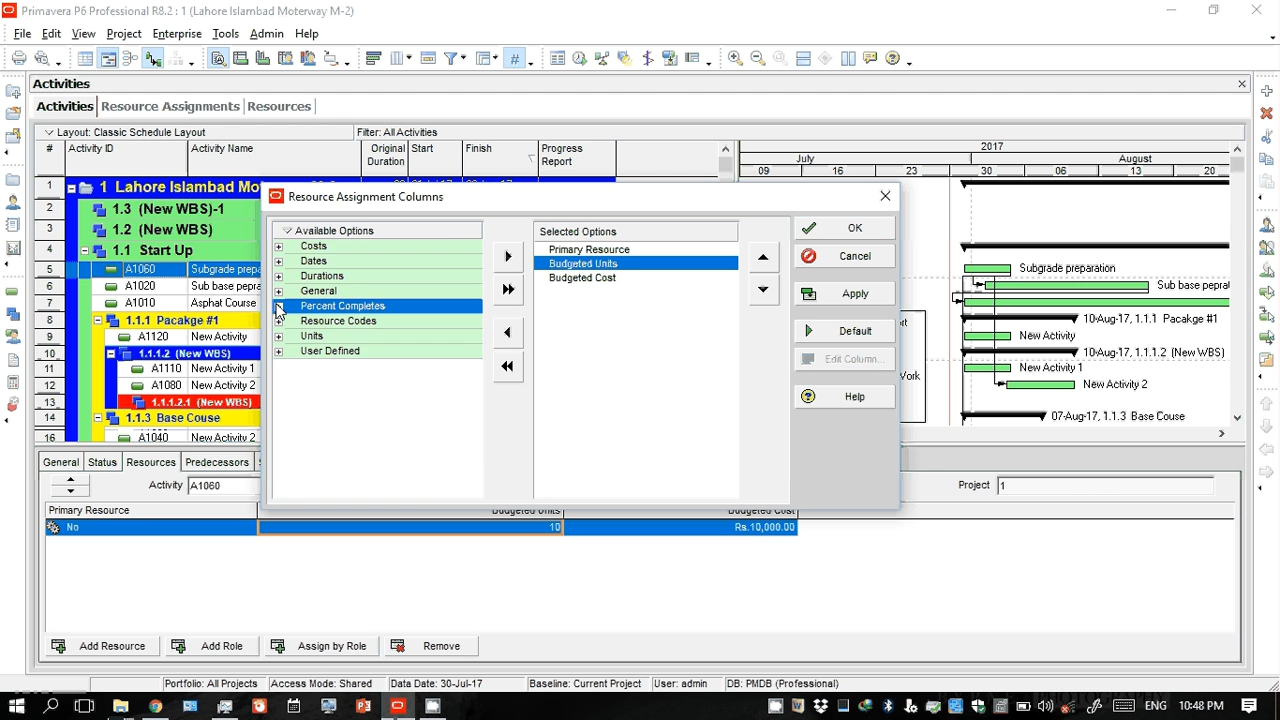 Primavera P6 Professional R8.2 : 1 (Lahore Islambad Moterway M-2)
File Edit View Project Enterprise Tools Admin Help
Activities
Activities Resource Assignments Resources
Layout: Classic Schedule Layout Filter: All Activities
# Activity ID Activity Name Original Duration Start Finish Progress Report
2017
July August
09 16 23 30 06 13 20
1 1 Lahore Islambad Mot
2 1.3 (New WBS)-1
3 1.2 (New WBS)
4 1.1 Start Up
5 A1060 Subgrade prepa
6 A1020 Sub base pepra
7 A1010 Asphat Course
8 1.1.1 Pacakge #1
9 A1120 New Activity
10 1.1.1.2 (New WBS)
11 A1110 New Activity 1
12 A1080 New Activity 2
13 1.1.1.2.1 (New WBS)
14 1.1.3 Base Couse
16 A1040 New Activity 2
Subgrade preparation
Sub base peprat
10-Aug-17, 1.1.1 Pacakge #1
New Activity
10-Aug-17, 1.1.1.2 (New WBS)
New Activity 1
New Activity 2
07-Aug-17, 1.1.3 Base Couse
ort
Work
Resource Assignment Columns
Available Options
Costs
Dates
Durations
General
Percent Completes
Resource Codes
Units
User Defined
Selected Options
Primary Resource
Budgeted Units
Budgeted Cost
OK
Cancel
Apply
Default
Edit Column...
Help
General Status Resources Predecessors S
Activity A1060 Project 1
Primary Resource Budgeted Units Budgeted Cost
No 10 Rs.10,000.00
Add Resource Add Role Assign by Role Remove
Portfolio: All Projects Access Mode: Shared Data Date: 30-Jul-17 Baseline: Current Project User: admin DB: PMDB (Professional)
ENG 10:48 PM